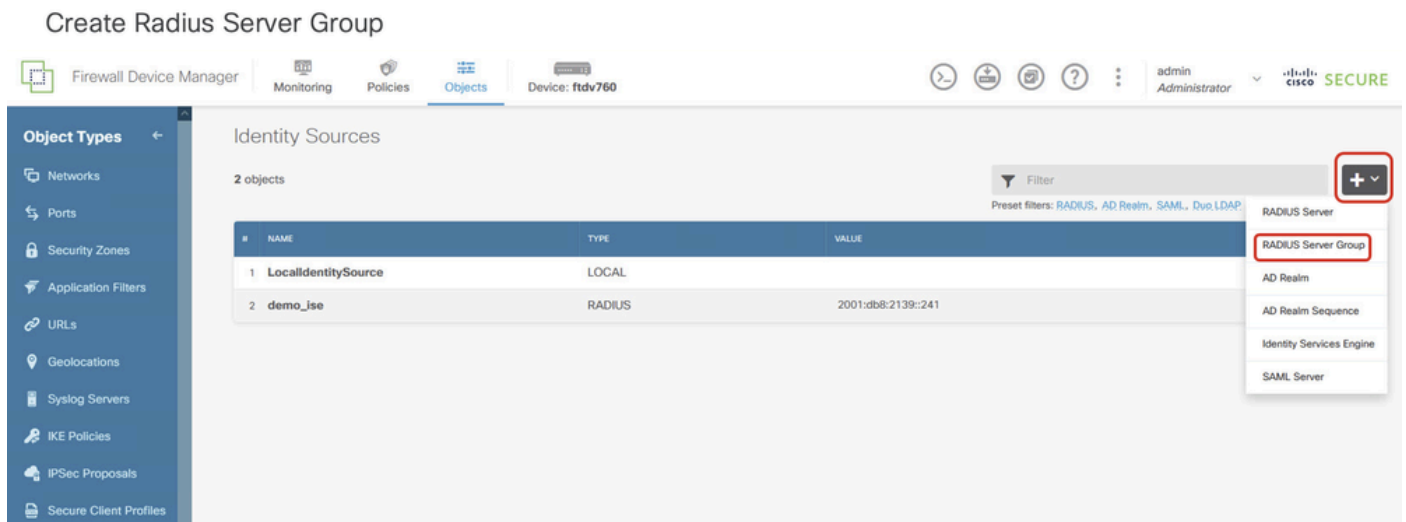 Create Radius Server Group
Firewall Device Manager
Monitoring
Policies
Objects
Device: ftdv760
admin
Administrator
CISCO SECURE
Object Types
Networks
Ports
Security Zones
Application Filters
URLs
Geolocations
Syslog Servers
IKE Policies
IPSec Proposals
Secure Client Profiles
Identity Sources
2 objects
Filter
Preset filters: RADIUS, AD Realm, SAML, Duo LDAP
# NAME TYPE VALUE
1 LocalIdentitySource LOCAL
2 demo_ise RADIUS 2001:db8:2139::241
RADIUS Server
RADIUS Server Group
AD Realm
AD Realm Sequence
Identity Services Engine
SAML Server